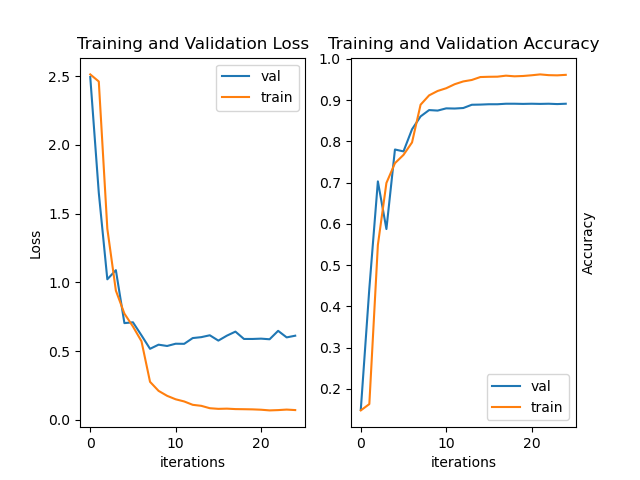 Training and Validation Loss
2.5
2.0
1.5
1.0
0.5
0.0
Loss
0
10
20
iterations
val
train
Training and Validation Accuracy
1.0
0.9
0.8
0.7
0.6
0.5
0.4
0.3
0.2
Accuracy
0
10
20
iterations
val
train